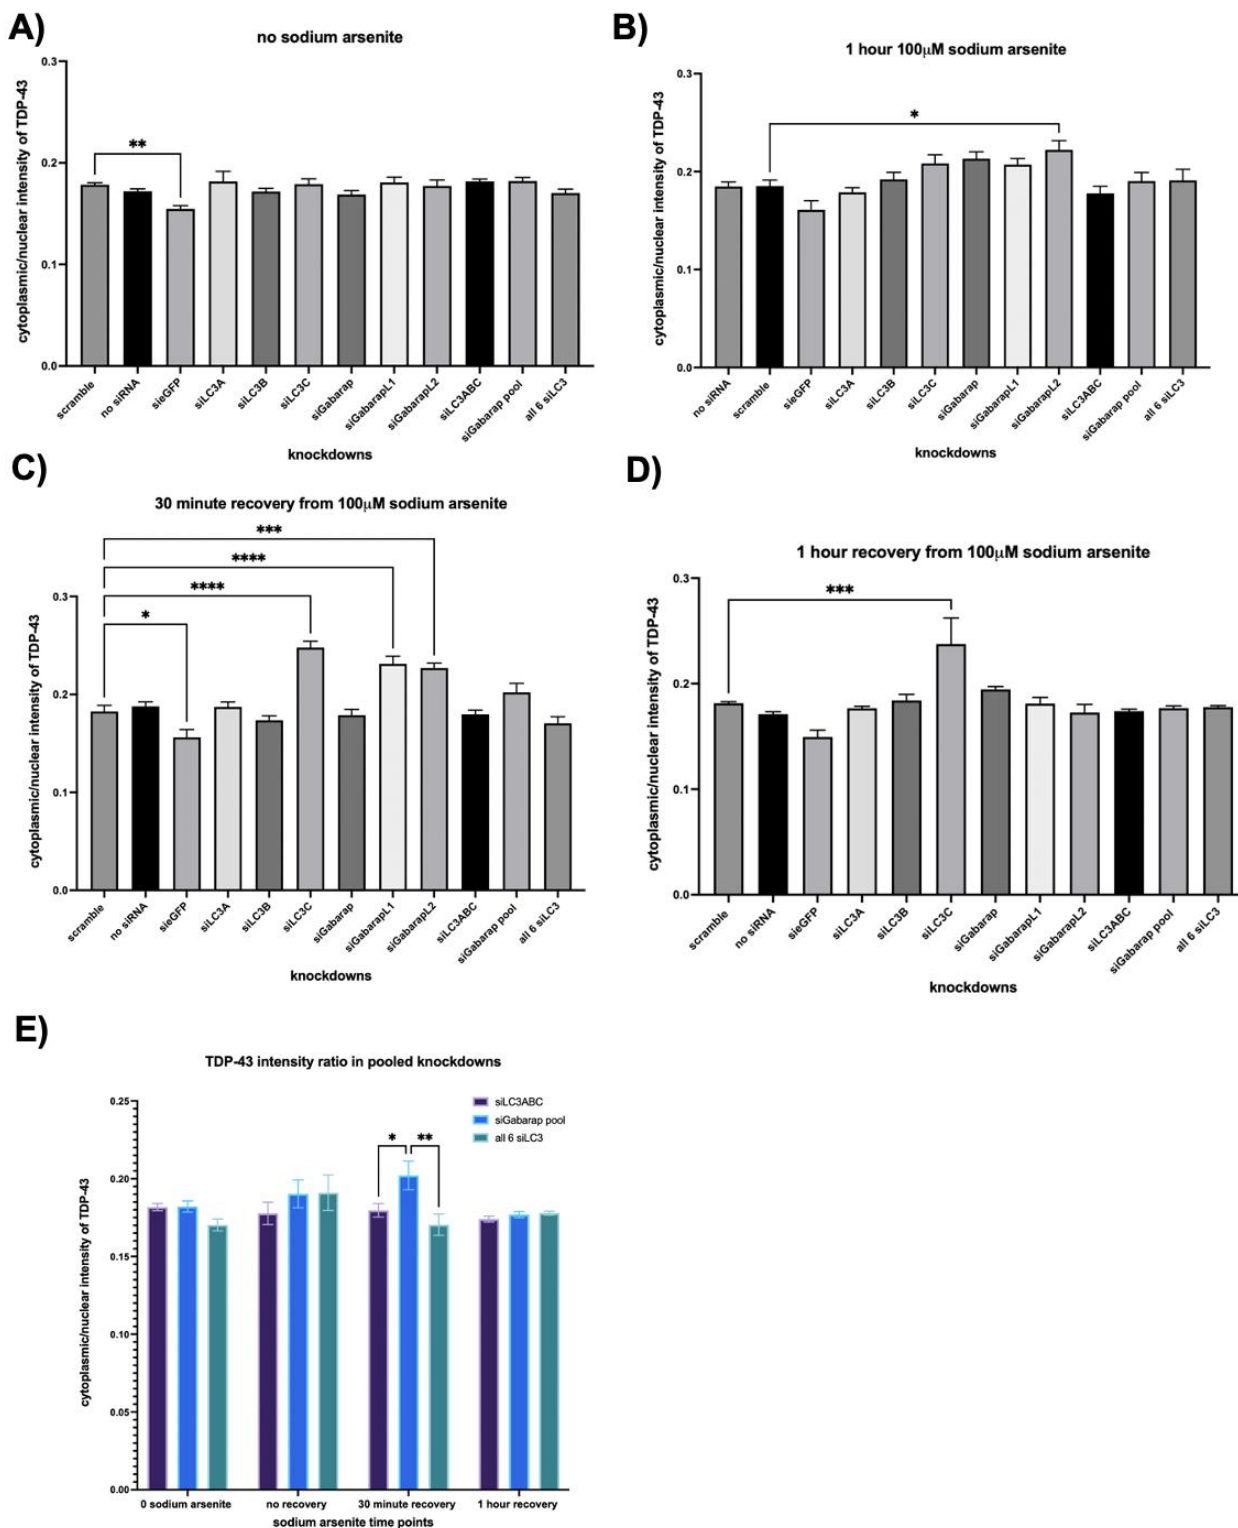 A)
no sodium arsenite
cytoplasmic/nuclear intensity of TDP-43
0.3
0.2
0.1
0.0
**
scramble
no siRNA
sieGFP
siLC3A
siLC3B
siLC3C
siGabarap
siGabarapL1
siGabarapL2
siLC3ABC
siGabarap pool
all 6 siLC3
knockdowns
B)
1 hour 100μM sodium arsenite
cytoplasmic/nuclear intensity of TDP-43
0.3
0.2
0.1
0.0
*
no siRNA
scramble
sieGFP
siLC3A
siLC3B
siLC3C
siGabarap
siGabarapL1
siGabarapL2
siLC3ABC
siGabarap pool
all 6 siLC3
knockdowns
C)
30 minute recovery from 100μM sodium arsenite
cytoplasmic/nuclear intensity of TDP-43
***
****
****
*
0.3
0.2
0.1
0.0
scramble
no siRNA
sieGFP
siLC3A
siLC3B
siLC3C
siGabarap
siGabarapL1
siGabarapL2
siLC3ABC
siGabarap pool
all 6 siLC3
knockdowns
D)
1 hour recovery from 100μM sodium arsenite
cytoplasmic/nuclear intensity of TDP-43
0.3
0.2
0.1
0.0
***
scramble
no siRNA
sieGFP
siLC3A
siLC3B
siLC3C
siGabarap
siGabarapL1
siGabarapL2
siLC3ABC
siGabarap pool
all 6 siLC3
knockdowns
E)
TDP-43 intensity ratio in pooled knockdowns
cytoplasmic/nuclear intensity of TDP-43
0.25
0.20
0.15
0.10
0.05
0.00
siLC3ABC
siGabarap pool
all 6 siLC3
* **
0 sodium arsenite
no recovery
30 minute recovery
1 hour recovery
sodium arsenite time points